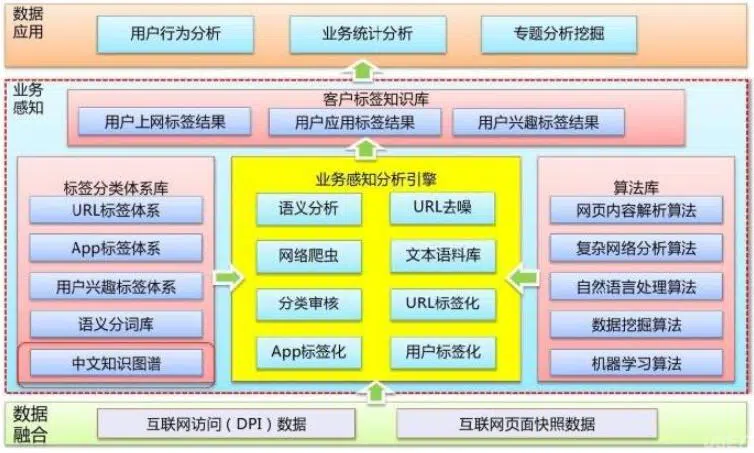 数据
应用
用户行为分析
业务统计分析
专题分析挖掘
业务
感知
客户标签知识库
用户上网标签结果
用户应用标签结果
用户兴趣标签结果
标签分类体系库
URL标签体系
App标签体系
用户兴趣标签体系
语义分词库
中文知识图谱
业务感知分析引擎
语义分析
URL去噪
网络爬虫
文本语料库
分类审核
URL标签化
App标签化
用户标签化
算法库
网页内容解析算法
复杂网络分析算法
自然语言处理算法
数据挖掘算法
机器学习算法
数据
融合
互联网访问（DPI）数据
互联网页面快照数据